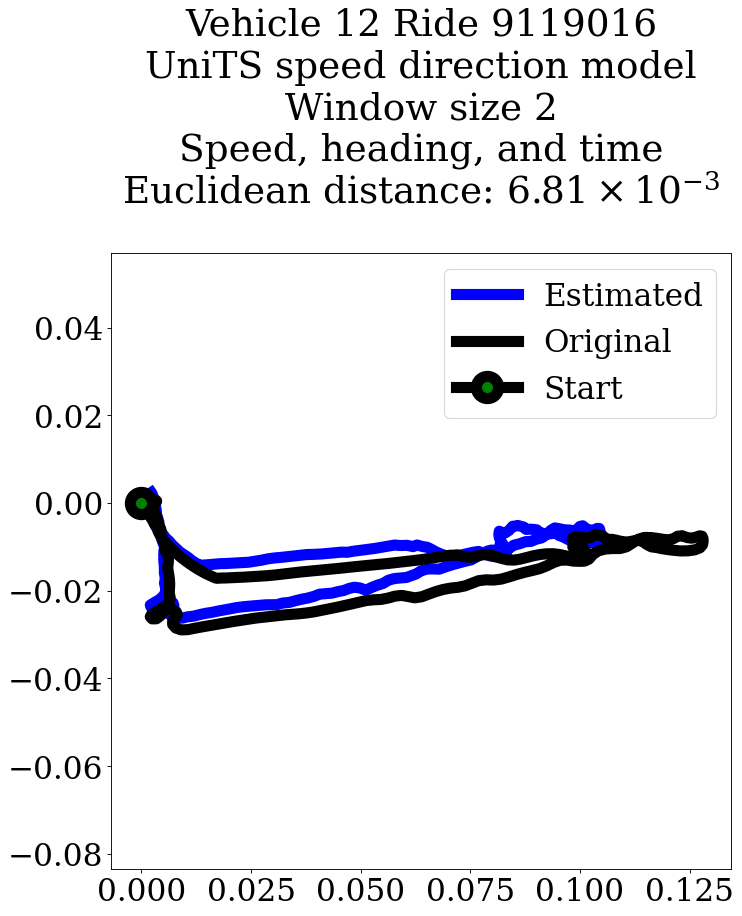 Vehicle 12 Ride 9119016
UniTS speed direction model
Window size 2
Speed, heading, and time
Euclidean distance: 6.81 × 10⁻³
Estimated
Original
Start
0.04
0.02
0.00
−0.02
−0.04
−0.06
−0.08
0.000 0.025 0.050 0.075 0.100 0.125